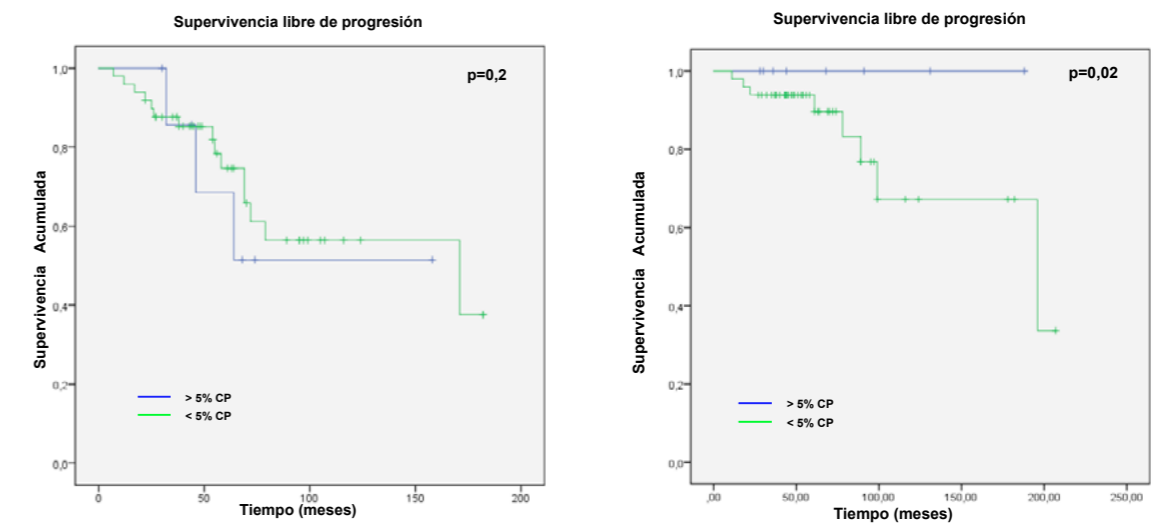 Supervivencia libre de progresión
p=0,2
Supervivencia Acumulada
1,0
0,8
0,6
0,4
0,2
0,0
> 5% CP
< 5% CP
0 50 100 150 200
Tiempo (meses)
Supervivencia libre de progresión
p=0,02
Supervivencia Acumulada
1,0
0,8
0,6
0,4
0,2
0,0
> 5% CP
< 5% CP
,00 50,00 100,00 150,00 200,00 250,00
Tiempo (meses)